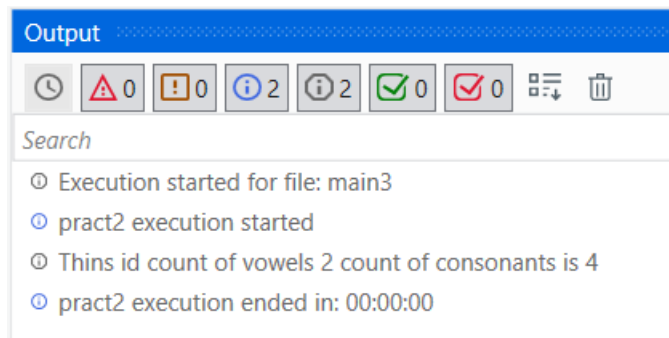 Output
0 0 2 2 0 0
Search
Execution started for file: main3
pract2 execution started
Thins id count of vowels 2 count of consonants is 4
pract2 execution ended in: 00:00:00